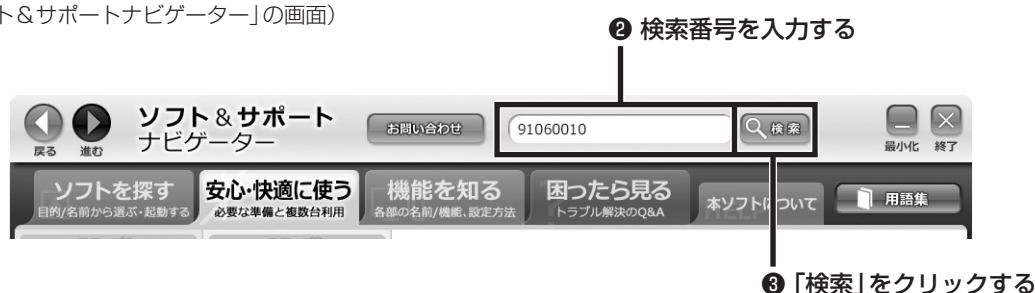 ト＆サポートナビゲーター」の画面）
❷ 検索番号を入力する
ソフト＆サポート
ナビゲーター
戻る 進む
お問い合わせ
91060010
検索
最小化 終了
ソフトを探す
目的/名前から選ぶ・起動する
安心・快適に使う
必要な準備と複数台利用
機能を知る
各部の名前/機能、設定方法
困ったら見る
トラブル解決のQ&A
本ソフトについて
用語集
❸「検索」をクリックする